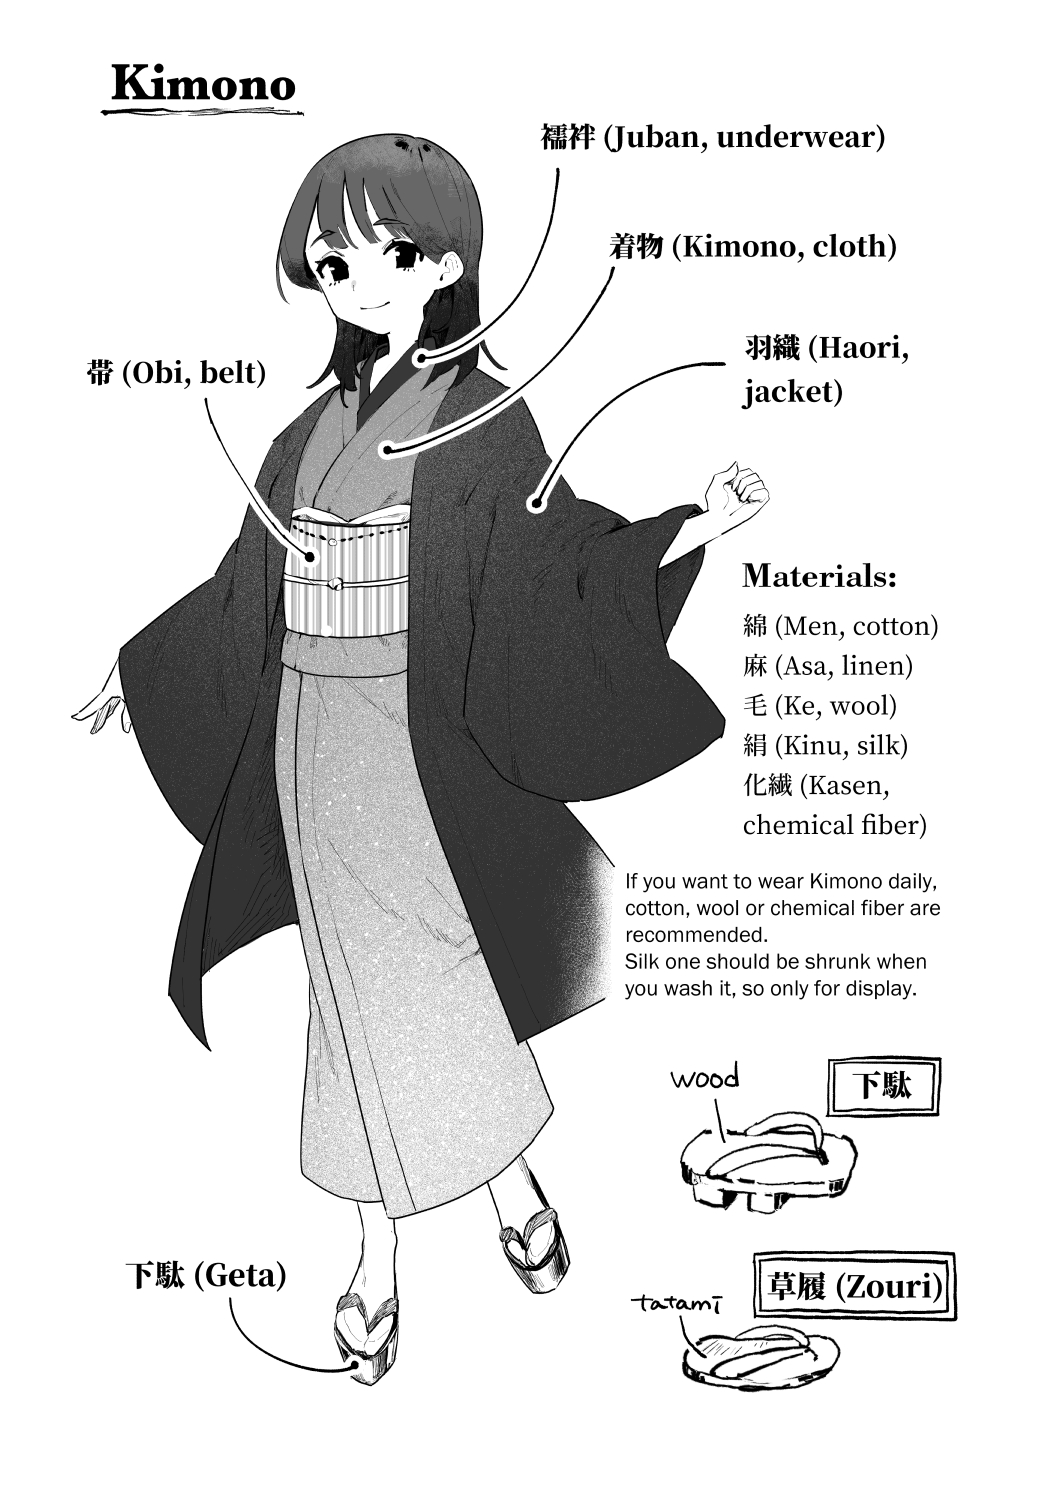 Kimono
襦袢 (Juban, underwear)
着物 (Kimono, cloth)
羽織 (Haori,
jacket)
帯 (Obi, belt)
Materials:
綿 (Men, cotton)
麻 (Asa, linen)
毛 (Ke, wool)
絹 (Kinu, silk)
化繊 (Kasen,
chemical fiber)
If you want to wear Kimono daily,
cotton, wool or chemical fiber are
recommended.
Silk one should be shrunk when
you wash it, so only for display.
wood
下駄
下駄 (Geta)
草履 (Zouri)
tatami